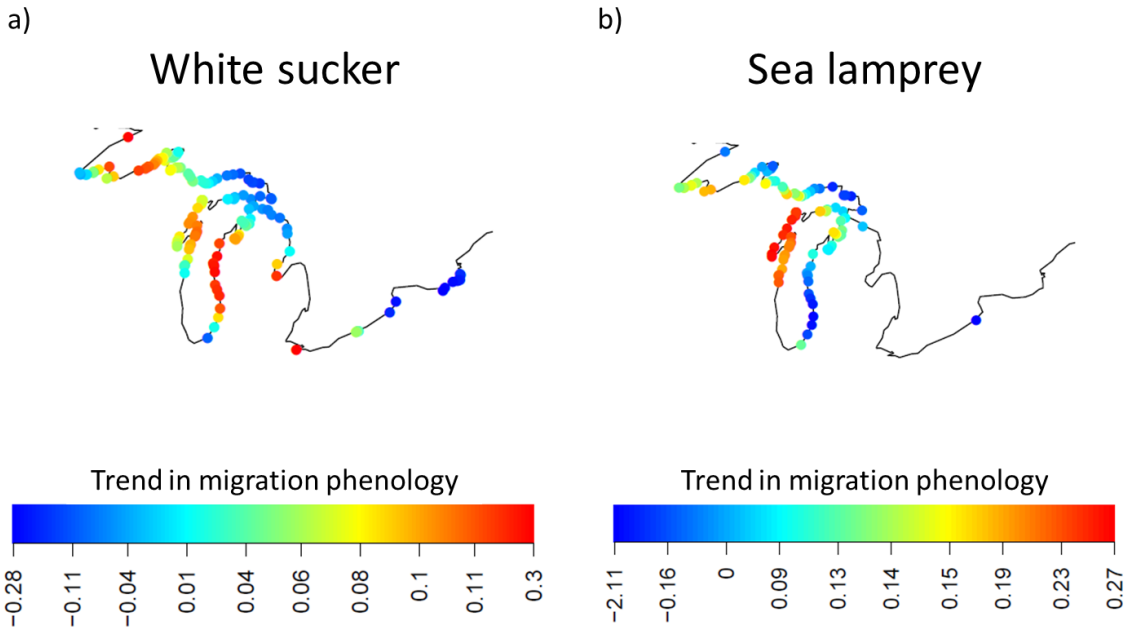 a)
White sucker
Trend in migration phenology
−0.28 −0.11 −0.04 0.01 0.04 0.06 0.08 0.1 0.11 0.3
b)
Sea lamprey
Trend in migration phenology
−2.11 −0.16 0 0.09 0.13 0.14 0.15 0.19 0.23 0.27